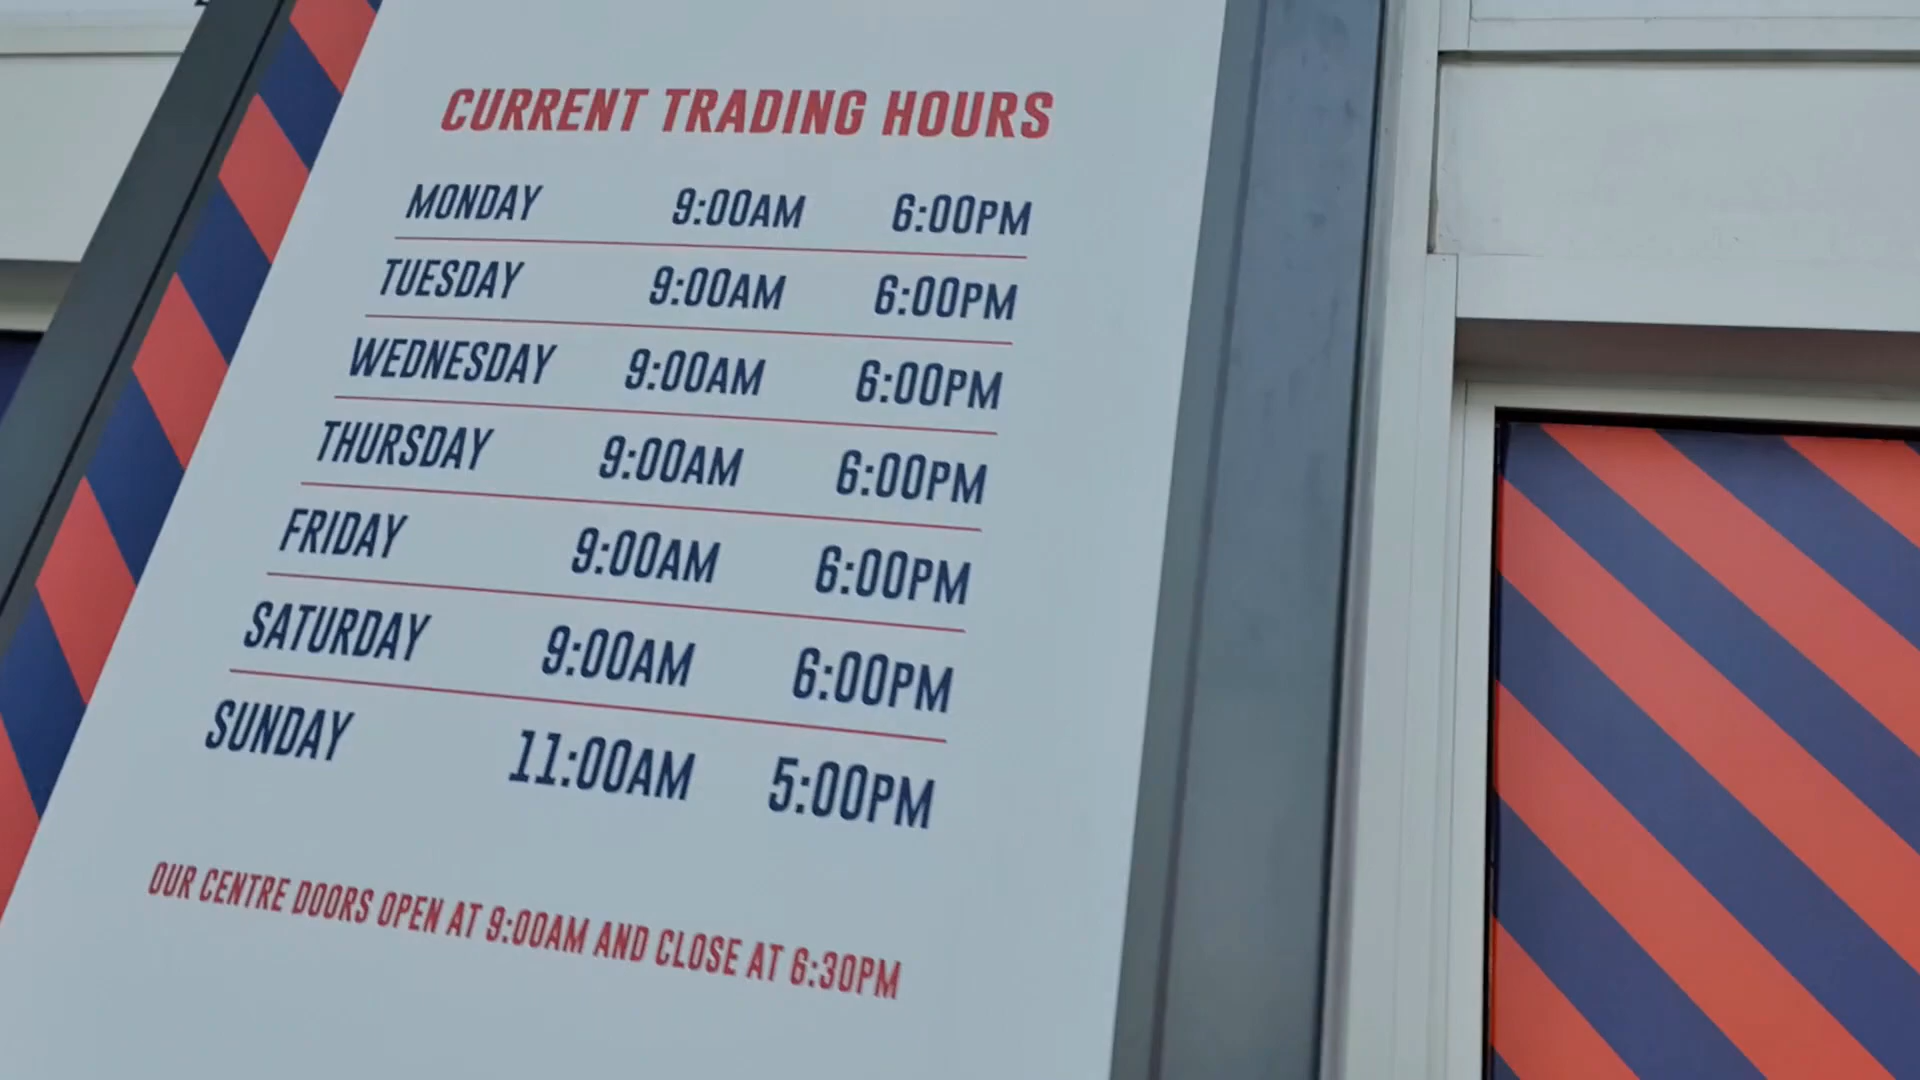 CURRENT TRADING HOURS
MONDAY 9:00AM 6:00PM
TUESDAY 9:00AM 6:00PM
WEDNESDAY 9:00AM 6:00PM
THURSDAY 9:00AM 6:00PM
FRIDAY 9:00AM 6:00PM
SATURDAY 9:00AM 6:00PM
SUNDAY 11:00AM 5:00PM
OUR CENTRE DOORS OPEN AT 9:00AM AND CLOSE AT 6:30PM